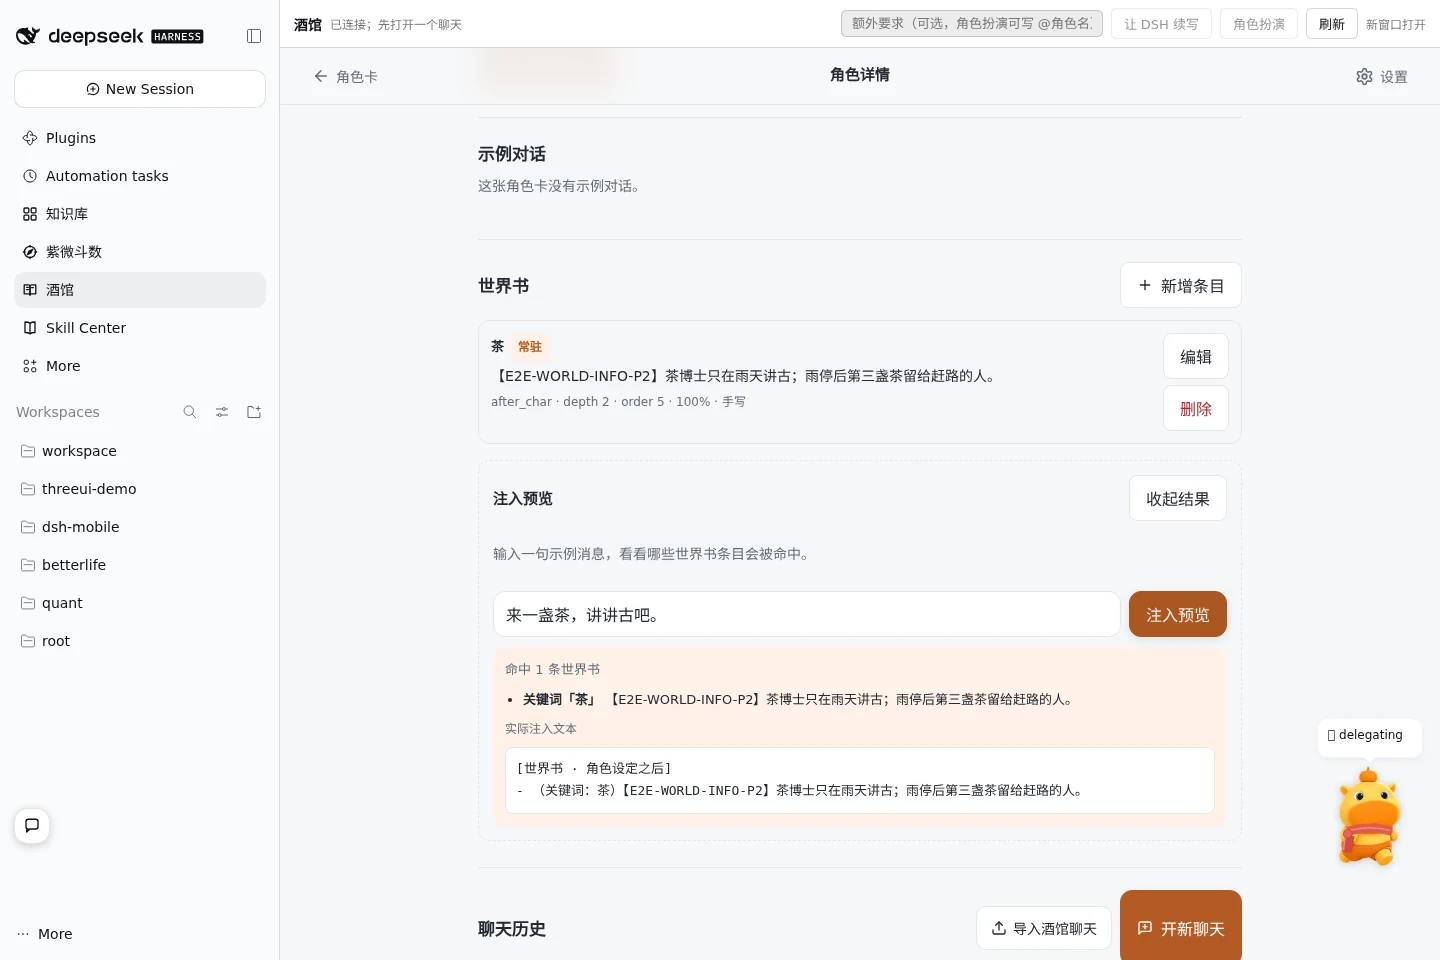 deepseek HARNESS
New Session
Plugins
Automation tasks
知识库
紫微斗数
酒馆
Skill Center
More
Workspaces
workspace
threeui-demo
dsh-mobile
betterlife
quant
root
More
酒馆 已连接；先打开一个聊天
额外要求（可选，角色扮演可写 @角色名
让 DSH 续写
角色扮演
刷新
新窗口打开
角色卡
角色详情
设置
示例对话
这张角色卡没有示例对话。
世界书
新增条目
茶 常驻
【E2E-WORLD-INFO-P2】茶博士只在雨天讲古；雨停后第三盏茶留给赶路的人。
after_char · depth 2 · order 5 · 100% · 手写
编辑
删除
注入预览
收起结果
输入一句示例消息，看看哪些世界书条目会被命中。
来一盏茶，讲讲古吧。
注入预览
命中 1 条世界书
• 关键词「茶」 【E2E-WORLD-INFO-P2】茶博士只在雨天讲古；雨停后第三盏茶留给赶路的人。
实际注入文本
[世界书 · 角色设定之后]
- （关键词：茶）【E2E-WORLD-INFO-P2】茶博士只在雨天讲古；雨停后第三盏茶留给赶路的人。
聊天历史
导入酒馆聊天
开新聊天
delegating